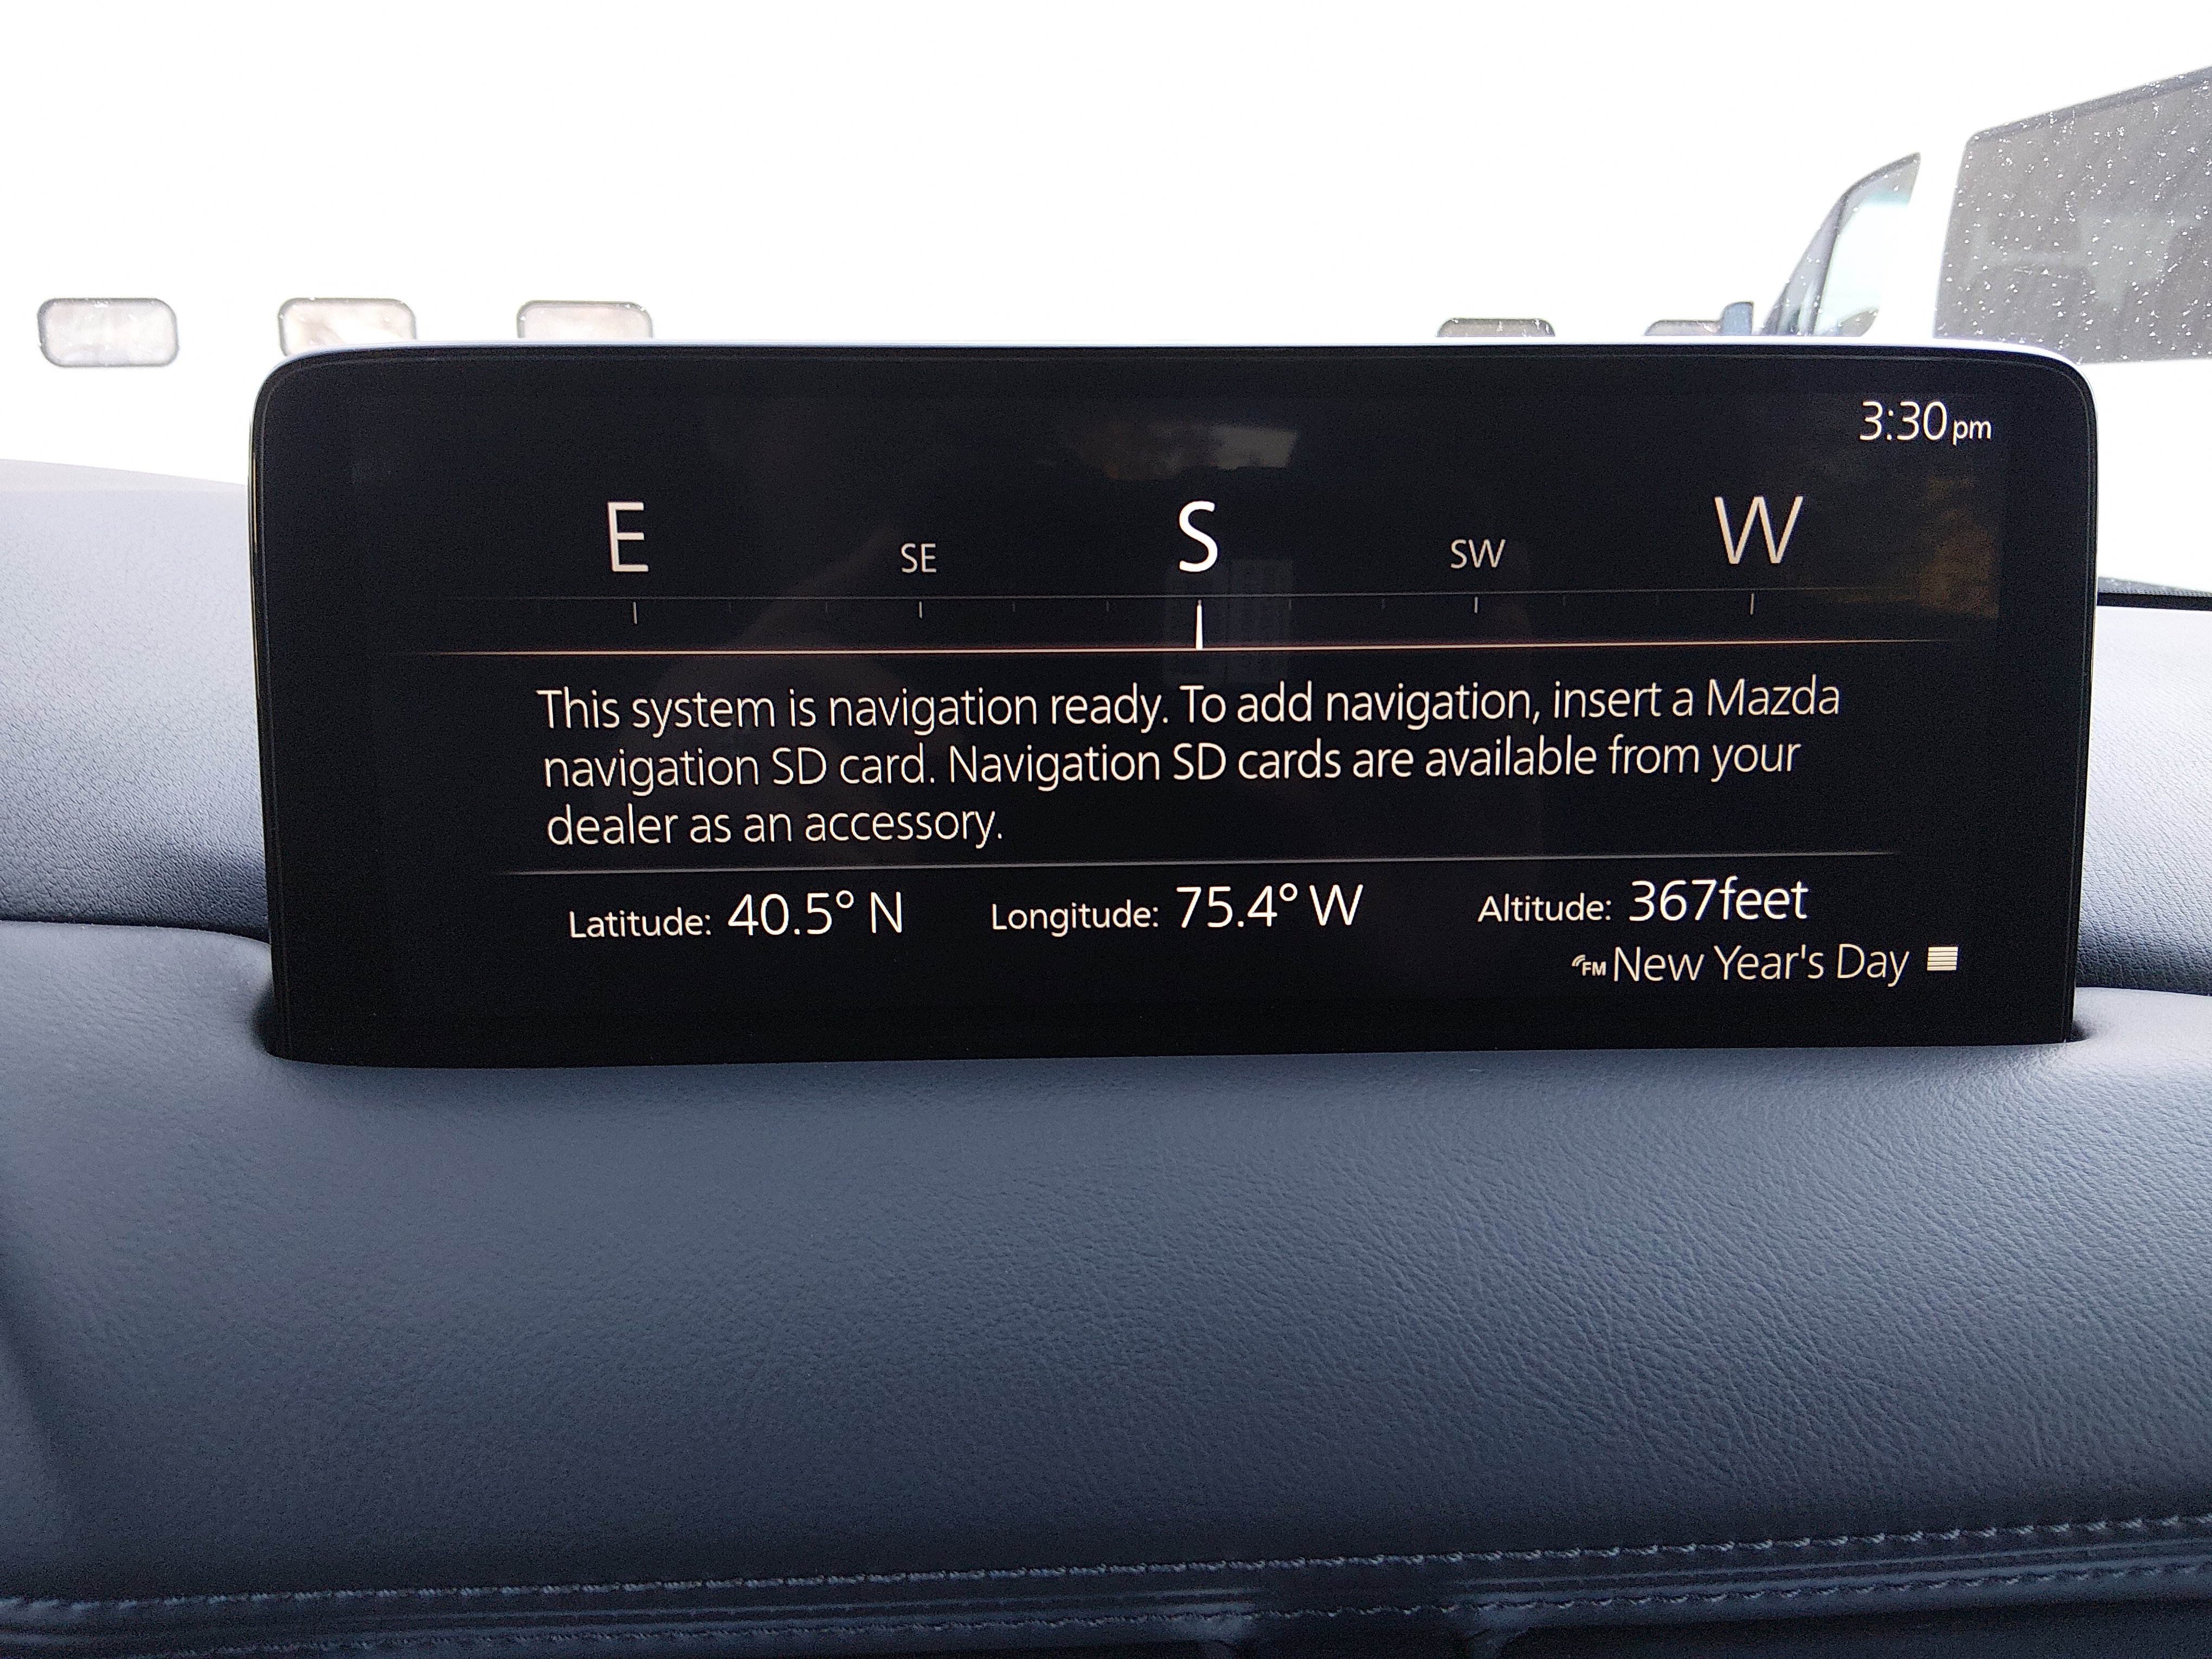 3:30pm
E SE S SW W
This system is navigation ready. To add navigation, insert a Mazda
navigation SD card. Navigation SD cards are available from your
dealer as an accessory.
Latitude: 40.5° N Longitude: 75.4° W Altitude: 367feet
FM New Year's Day